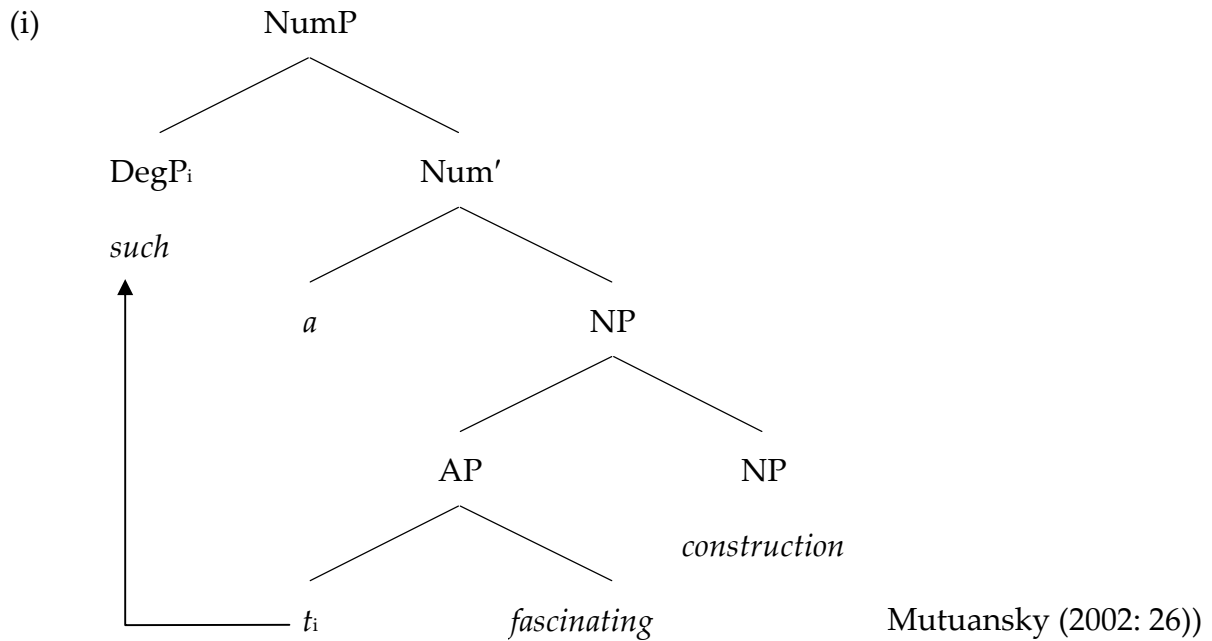 (i) NumP
DegPi Num′
such
a NP
AP NP
construction
ti fascinating Mutuansky (2002: 26))